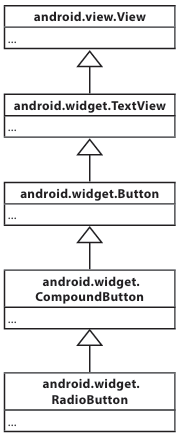 android.view.View
...
android.widget.TextView
...
android.widget.Button
...
android.widget.
CompoundButton
...
android.widget.
RadioButton
...